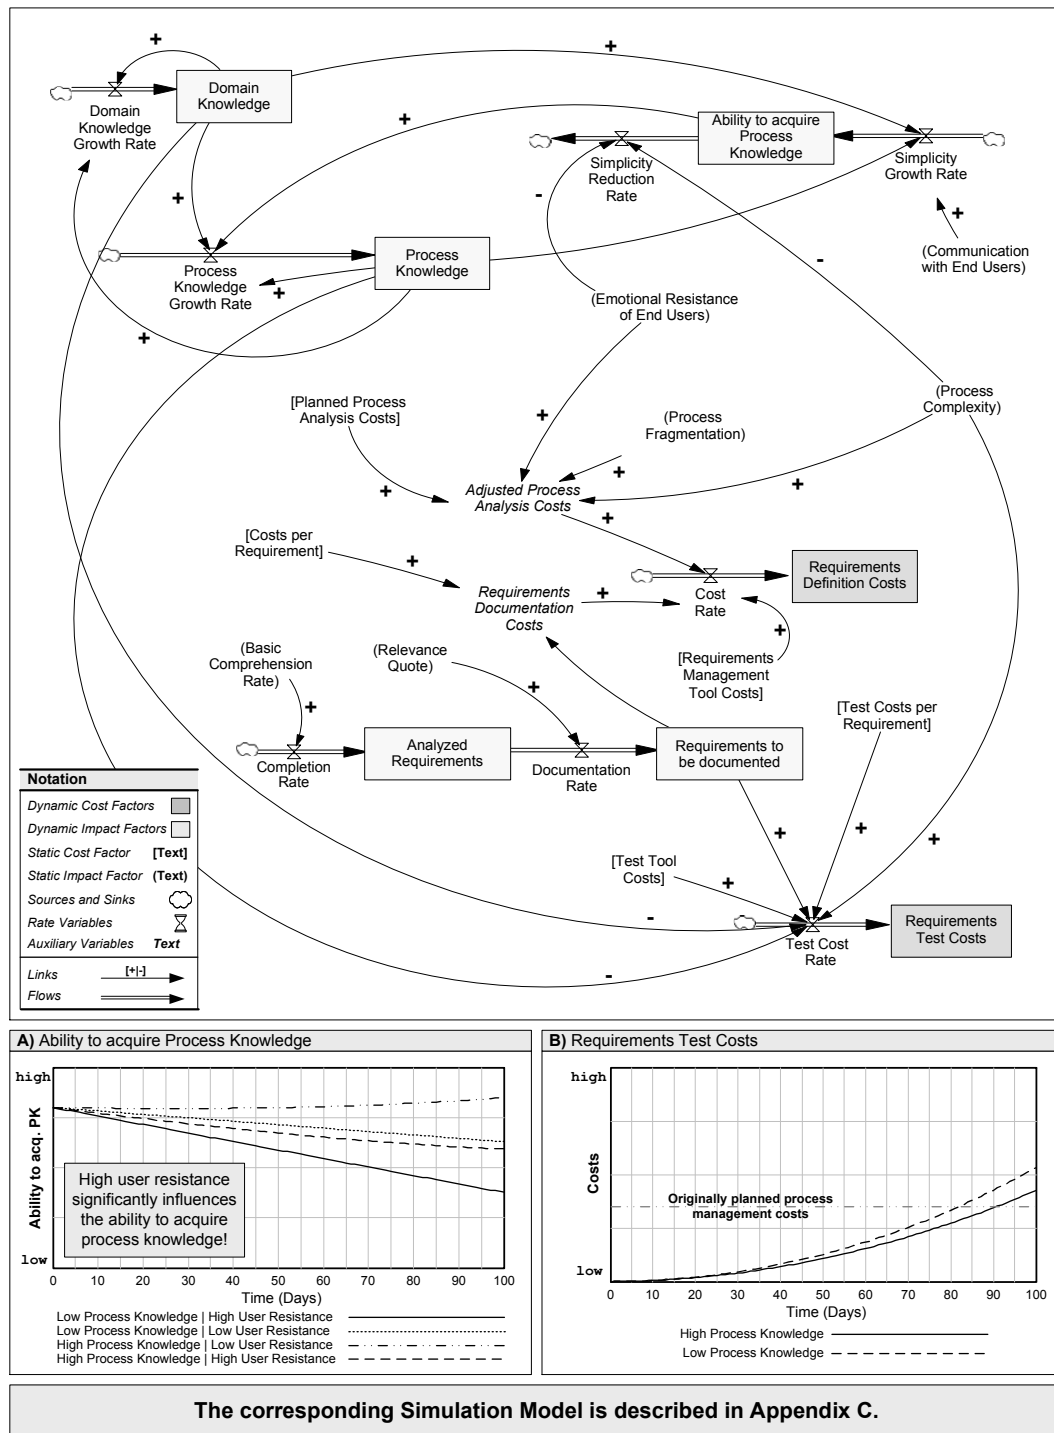 +
+
Domain
Knowledge
Domain
Knowledge
Growth Rate
+
Ability to acquire
Process
Knowledge
Simplicity
Reduction
Rate
Simplicity
Growth Rate
-
+
+
(Communication
with End Users)
Process
Knowledge
Process
Knowledge
Growth Rate
+
-
(Emotional Resistance
of End Users)
+
[Planned Process
Analysis Costs]
(Process
Complexity)
(Process
Fragmentation)
+
+
+
+
Adjusted Process
Analysis Costs
+
[Costs per
Requirement]
+
Requirements
Documentation
Costs
+
Cost
Rate
Requirements
Definition Costs
+
[Requirements
Management
Tool Costs]
(Basic
Comprehension
Rate)
(Relevance
Quote)
+
+
[Test Costs per
Requirement]
Completion
Rate
Analyzed
Requirements
Documentation
Rate
Requirements to
be documented
+
+
+
[Test Tool
Costs]
+
-
Test Cost
Rate
Requirements
Test Costs
-
Notation
Dynamic Cost Factors
Dynamic Impact Factors
Static Cost Factor [Text]
Static Impact Factor (Text)
Sources and Sinks
Rate Variables
Auxiliary Variables Text
Links [+|-]
Flows
A) Ability to acquire Process Knowledge
high
Ability to acq. PK
High user resistance
significantly influences
the ability to acquire
process knowledge!
low
0 10 20 30 40 50 60 70 80 90 100
Time (Days)
Low Process Knowledge | High User Resistance
Low Process Knowledge | Low User Resistance
High Process Knowledge | Low User Resistance
High Process Knowledge | High User Resistance
B) Requirements Test Costs
high
Costs
Originally planned process
management costs
low
0 10 20 30 40 50 60 70 80 90 100
Time (Days)
High Process Knowledge
Low Process Knowledge
The corresponding Simulation Model is described in Appendix C.